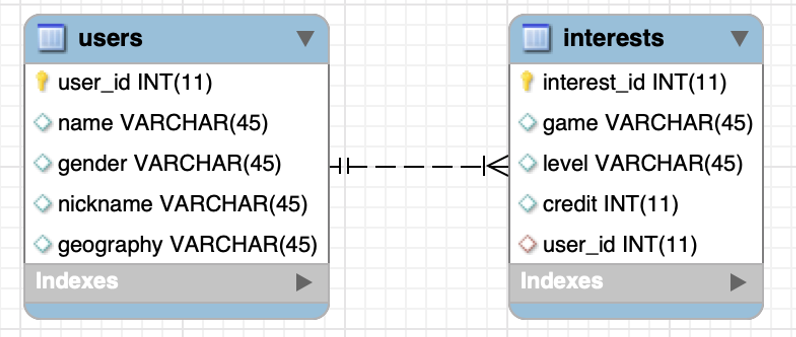 users
user_id INT(11)
name VARCHAR(45)
gender VARCHAR(45)
nickname VARCHAR(45)
geography VARCHAR(45)
Indexes
interests
interest_id INT(11)
game VARCHAR(45)
level VARCHAR(45)
credit INT(11)
user_id INT(11)
Indexes